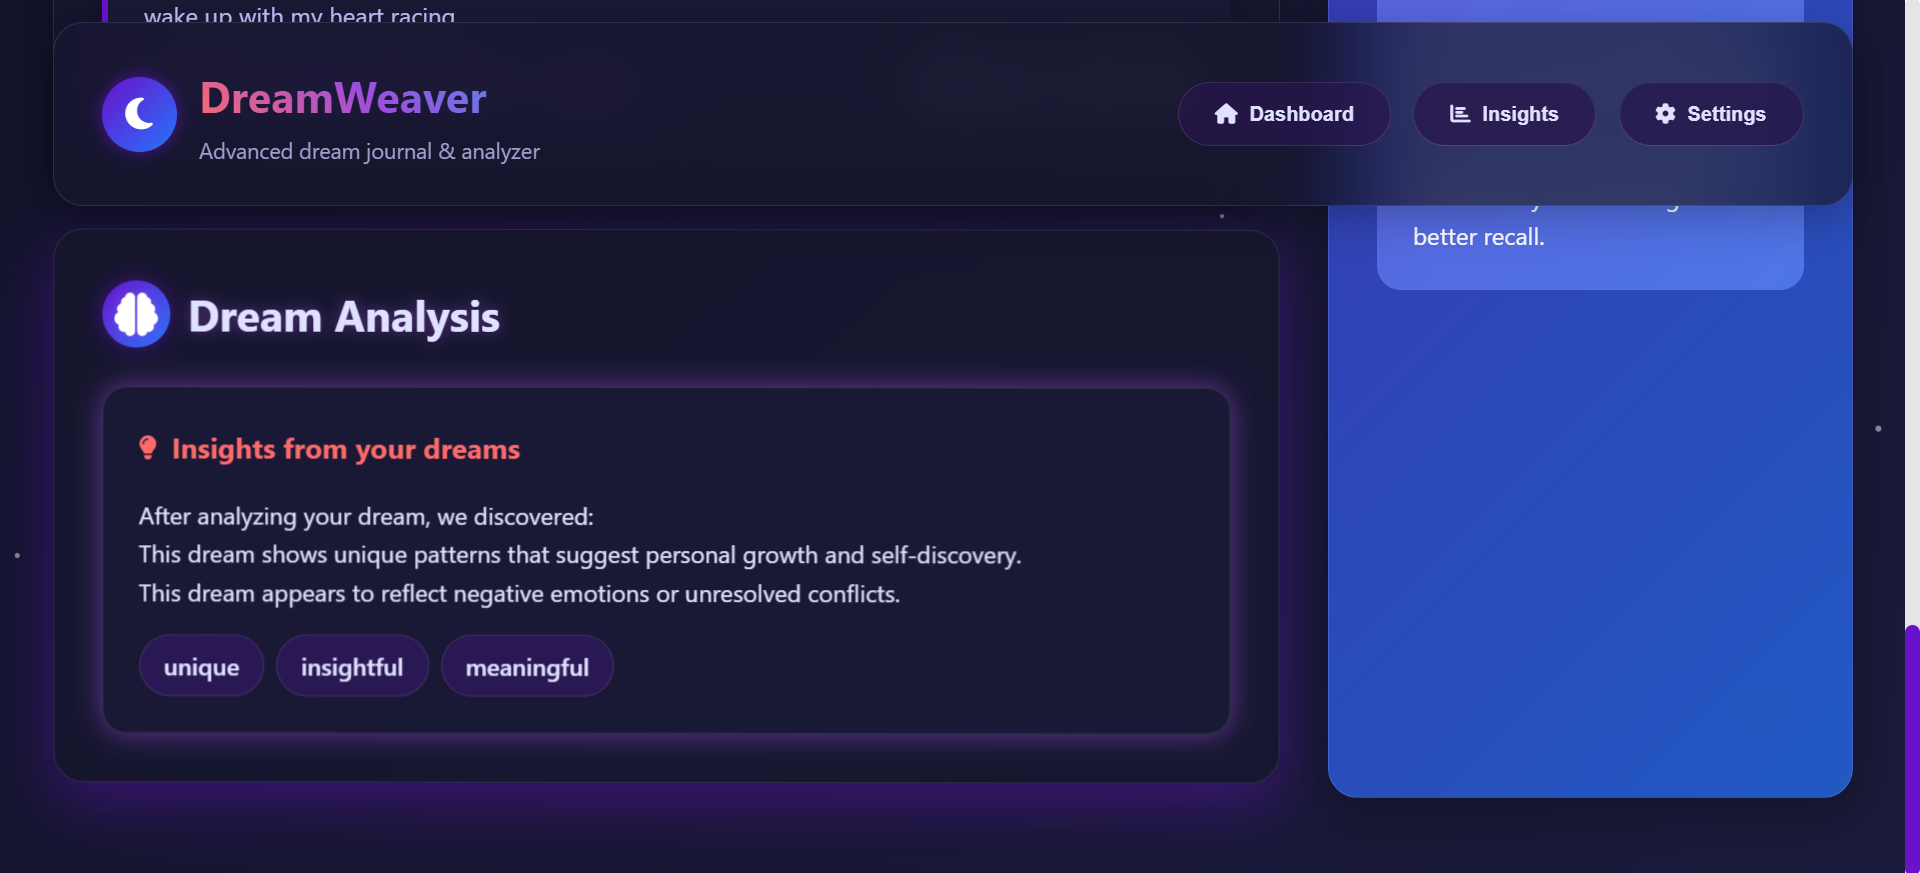 wake up with my heart racing
DreamWeaver
Advanced dream journal & analyzer
Dashboard
Insights
Settings
better recall.
Dream Analysis
Insights from your dreams
After analyzing your dream, we discovered:
This dream shows unique patterns that suggest personal growth and self-discovery.
This dream appears to reflect negative emotions or unresolved conflicts.
unique
insightful
meaningful